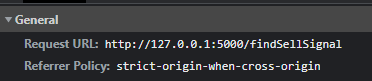 General
Request URL: http://127.0.0.1:5000/findSellSignal
Referrer Policy: strict-origin-when-cross-origin